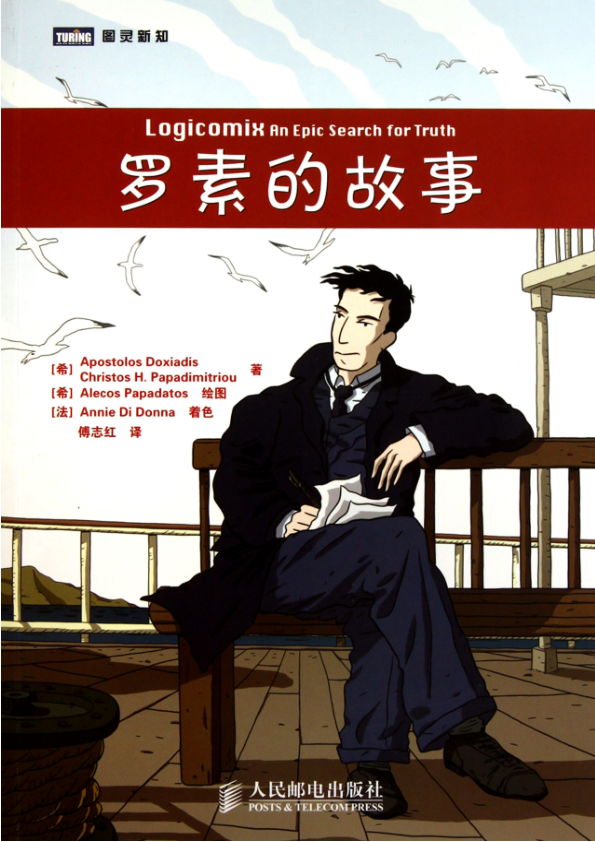 TURING 图灵新知
Logicomix An Epic Search for Truth
罗素的故事
[希] Apostolos Doxiadis
Christos H. Papadimitriou 著
[希] Alecos Papadatos 绘图
[法] Annie Di Donna 着色
傅志红 译
人民邮电出版社
POSTS & TELECOM PRESS